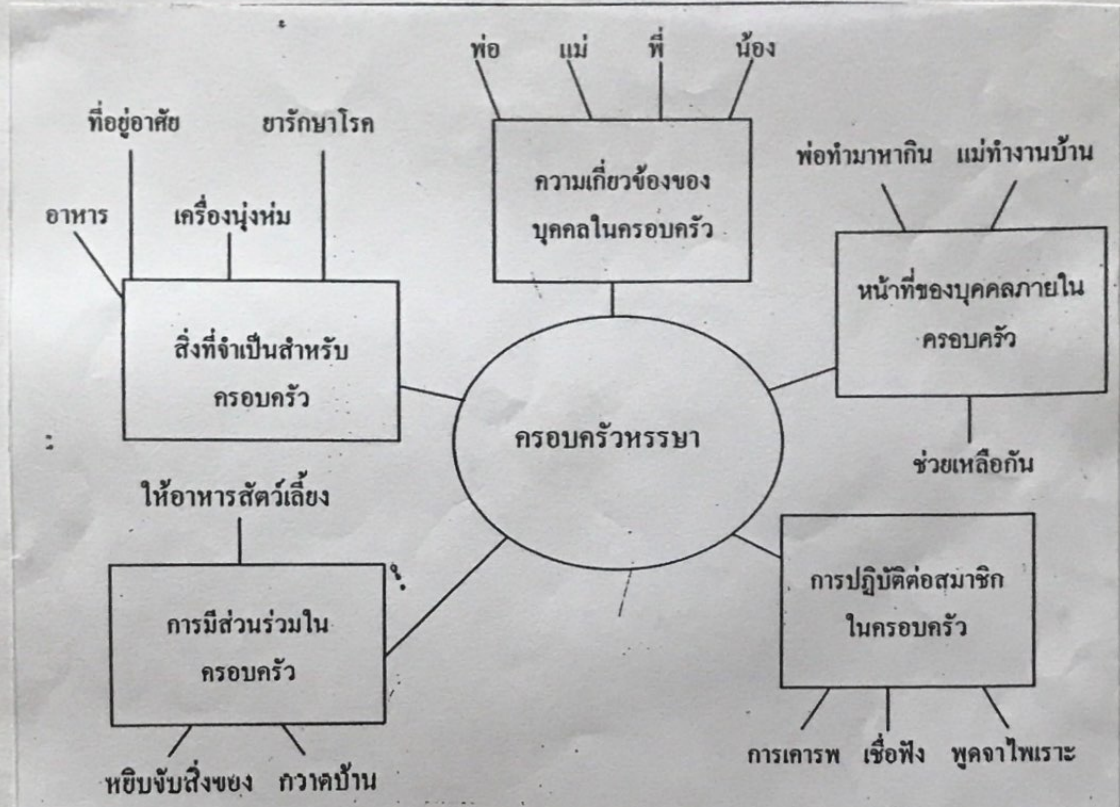 พ่อ แม่ พี่ น้อง
ความเกี่ยวข้องของ
บุคคลในครอบครัว
ที่อยู่อาศัย ยารักษาโรค
อาหาร เครื่องนุ่งห่ม
สิ่งที่จำเป็นสำหรับ
ครอบครัว
พ่อทำมาหากิน แม่ทำงานบ้าน
หน้าที่ของบุคคลภายใน
ครอบครัว
ช่วยเหลือกัน
ครอบครัวหรรษา
ให้อาหารสัตว์เลี้ยง
การมีส่วนร่วมใน
ครอบครัว
หยิบจับสิ่งของ กวาดบ้าน
การปฏิบัติต่อสมาชิก
ในครอบครัว
การเคารพ เชื่อฟัง พูดจาไพเราะ